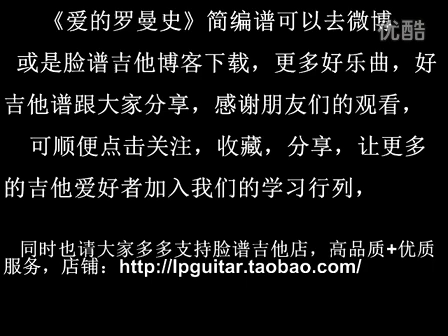 优酷
《爱的罗曼史》简编谱可以去微博
或是脸谱吉他博客下载，更多好乐曲，好
吉他谱跟大家分享，感谢朋友们的观看，
可顺便点击关注，收藏，分享，让更多
的吉他爱好者加入我们的学习行列，
同时也请大家多多支持脸谱吉他店，高品质+优质
服务，店铺：http://lpguitar.taobao.com/